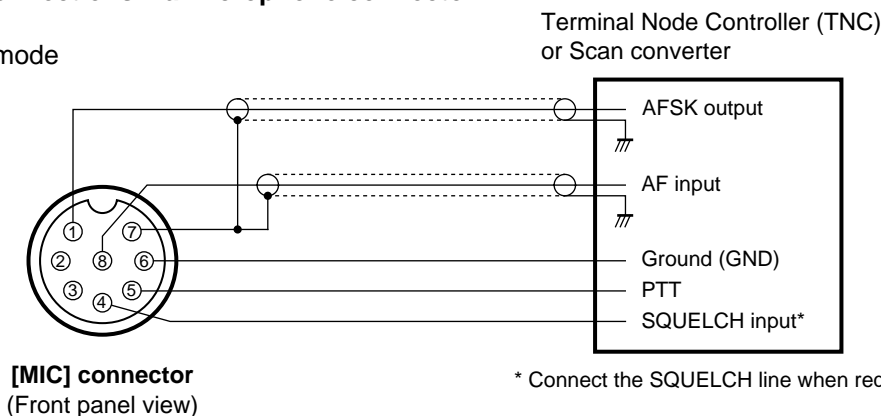 Terminal Node Controller (TNC)
or Scan converter
mode
AFSK output
AF input
Ground (GND)
PTT
SQUELCH input*
1
7
2
8
6
3
5
4
[MIC] connector
(Front panel view)
* Connect the SQUELCH line when